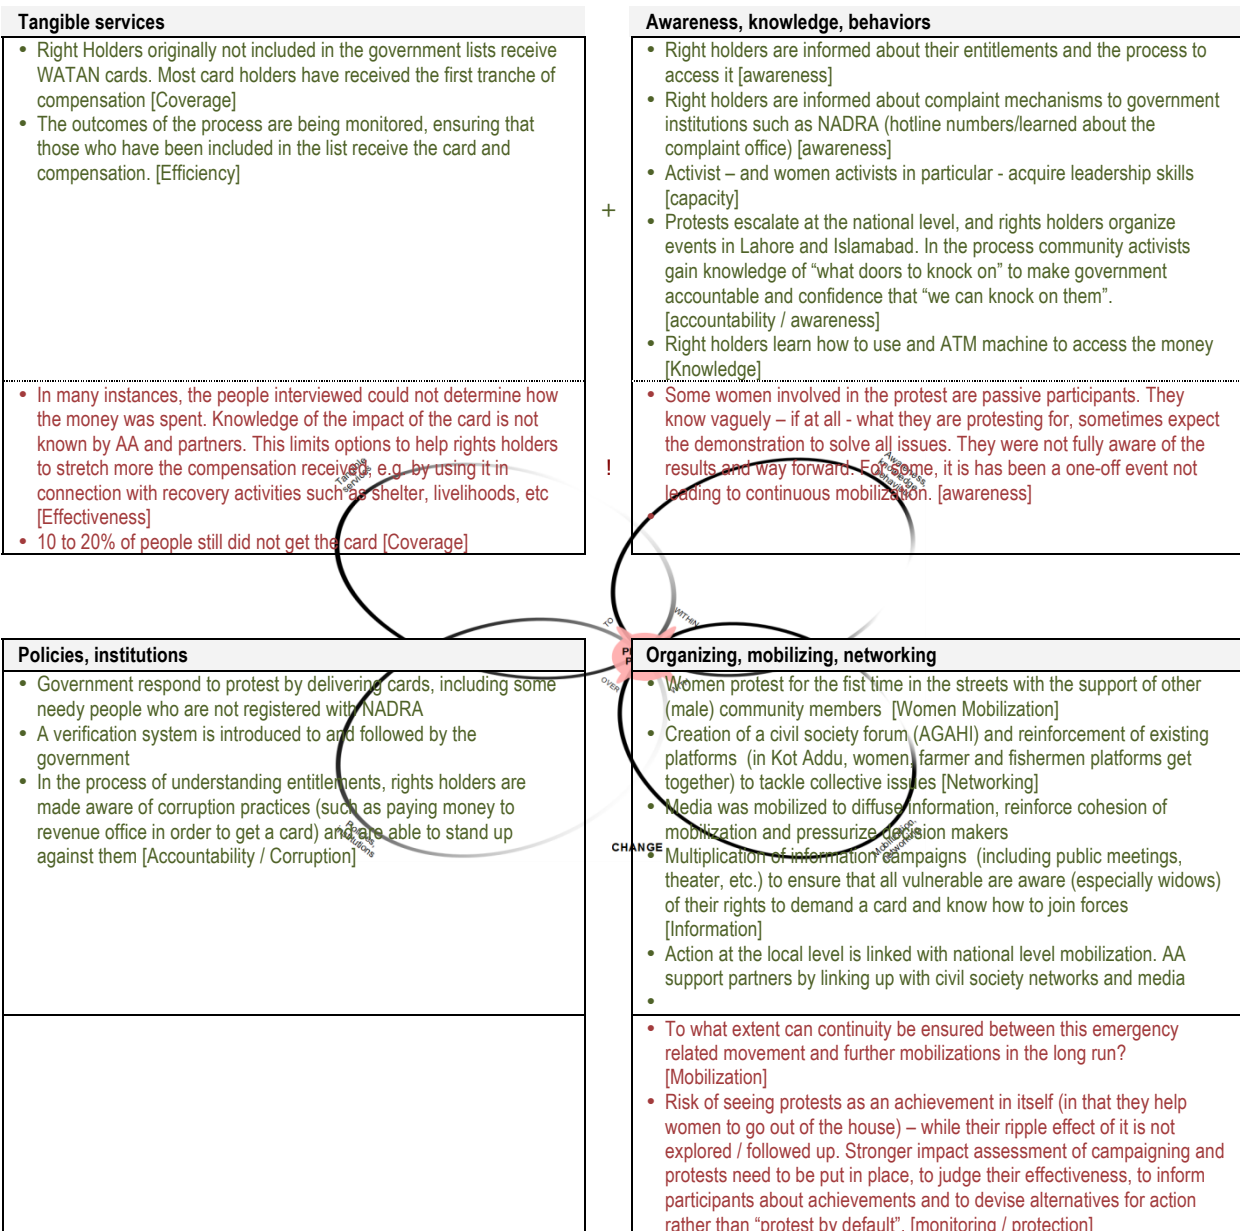 Tangible services
• Right Holders originally not included in the government lists receive
WATAN cards. Most card holders have received the first tranche of
compensation [Coverage]
• The outcomes of the process are being monitored, ensuring that
those who have been included in the list receive the card and
compensation. [Efficiency]
+
Awareness, knowledge, behaviors
• Right holders are informed about their entitlements and the process to
access it [awareness]
• Right holders are informed about complaint mechanisms to government
institutions such as NADRA (hotline numbers/learned about the
complaint office) [awareness]
• Activist – and women activists in particular - acquire leadership skills
[capacity]
• Protests escalate at the national level, and rights holders organize
events in Lahore and Islamabad. In the process community activists
gain knowledge of “what doors to knock on” to make government
accountable and confidence that “we can knock on them”.
[accountability / awareness]
• Right holders learn how to use and ATM machine to access the money
[Knowledge]
• In many instances, the people interviewed could not determine how
the money was spent. Knowledge of the impact of the card is not
known by AA and partners. This limits options to help rights holders
to stretch more the compensation received, e.g. by using it in
connection with recovery activities such as shelter, livelihoods, etc
[Effectiveness]
• 10 to 20% of people still did not get the card [Coverage]
!
• Some women involved in the protest are passive participants. They
know vaguely – if at all - what they are protesting for, sometimes expect
the demonstration to solve all issues. They were not fully aware of the
results and way forward. For some, it is has been a one-off event not
leading to continuous mobilization. [awareness]
•
Tangible
services
Awareness,
knowledge,
behaviors
TO
WITHIN
OVER
WITH
CHANGE
Policies,
institutions
Mobilization,
networking
Policies, institutions
• Government respond to protest by delivering cards, including some
needy people who are not registered with NADRA
• A verification system is introduced to and followed by the
government
• In the process of understanding entitlements, rights holders are
made aware of corruption practices (such as paying money to
revenue office in order to get a card) and are able to stand up
against them [Accountability / Corruption]
Organizing, mobilizing, networking
• Women protest for the fist time in the streets with the support of other
(male) community members [Women Mobilization]
• Creation of a civil society forum (AGAHI) and reinforcement of existing
platforms (in Kot Addu, women, farmer and fishermen platforms get
together) to tackle collective issues [Networking]
• Media was mobilized to diffuse information, reinforce cohesion of
mobilization and pressurize decision makers
• Multiplication of information campaigns (including public meetings,
theater, etc.) to ensure that all vulnerable are aware (especially widows)
of their rights to demand a card and know how to join forces
[Information]
• Action at the local level is linked with national level mobilization. AA
support partners by linking up with civil society networks and media
•
• To what extent can continuity be ensured between this emergency
related movement and further mobilizations in the long run?
[Mobilization]
• Risk of seeing protests as an achievement in itself (in that they help
women to go out of the house) – while their ripple effect of it is not
explored / followed up. Stronger impact assessment of campaigning and
protests need to be put in place, to judge their effectiveness, to inform
participants about achievements and to devise alternatives for action
rather than “protest by default”. [monitoring / protection]